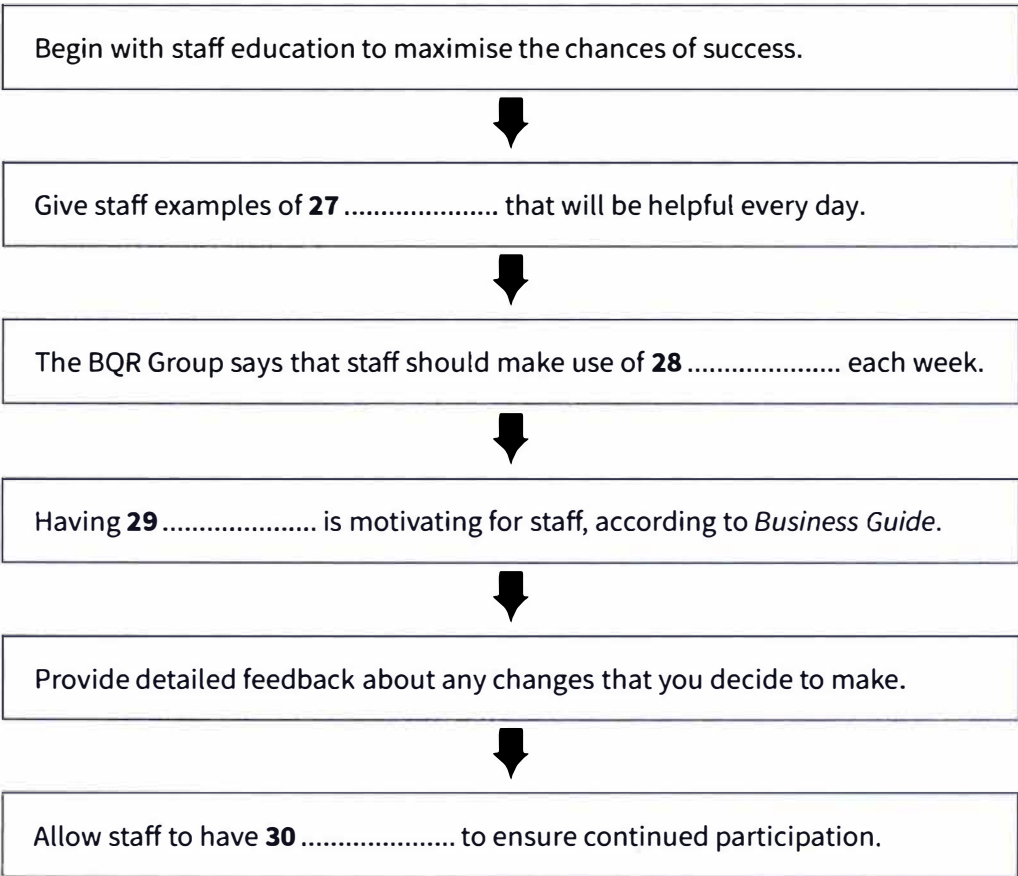 Begin with staff education to maximise the chances of success.
Give staff examples of 27 ..................... that will be helpful every day.
The BQR Group says that staff should make use of 28 ..................... each week.
Having 29 ..................... is motivating for staff, according to Business Guide.
Provide detailed feedback about any changes that you decide to make.
Allow staff to have 30 ..................... to ensure continued participation.